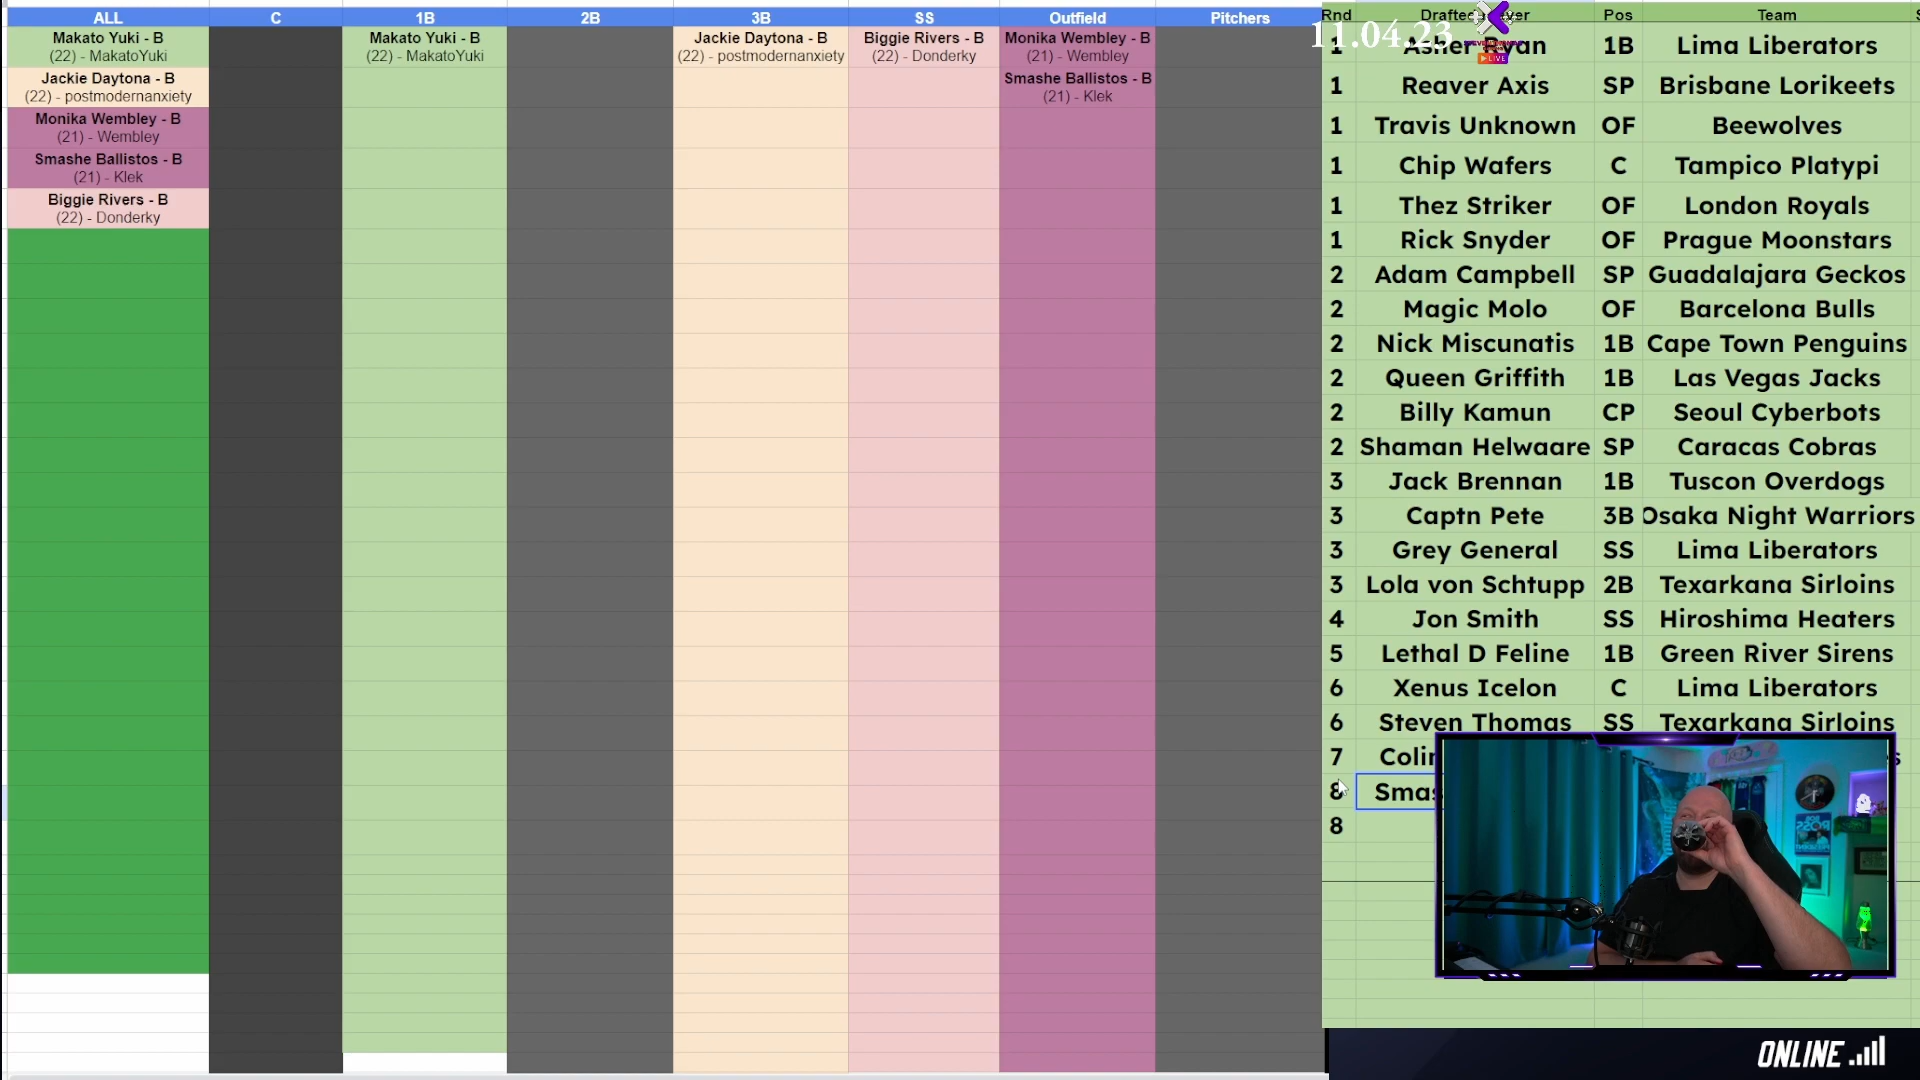 ALL C 1B 2B 3B SS Outfield Pitchers
Makato Yuki - B
(22) - MakatoYuki
Jackie Daytona - B
(22) - postmodernanxiety
Monika Wembley - B
(21) - Wembley
Smashe Ballistos - B
(21) - Klek
Biggie Rivers - B
(22) - Donderky
Makato Yuki - B
(22) - MakatoYuki
Jackie Daytona - B
(22) - postmodernanxiety
Biggie Rivers - B
(22) - Donderky
Monika Wembley - B
(21) - Wembley
Smashe Ballistos - B
(21) - Klek
11.04.23
LIVE
Rnd Pos Team
1 Asher Ryan 1B Lima Liberators
1 Reaver Axis SP Brisbane Lorikeets
1 Travis Unknown OF Beewolves
1 Chip Wafers C Tampico Platypi
1 Thez Striker OF London Royals
1 Rick Snyder OF Prague Moonstars
2 Adam Campbell SP Guadalajara Geckos
2 Magic Molo OF Barcelona Bulls
2 Nick Miscunatis 1B Cape Town Penguins
2 Queen Griffith 1B Las Vegas Jacks
2 Billy Kamun CP Seoul Cyberbots
2 Shaman Helwaare SP Caracas Cobras
3 Jack Brennan 1B Tuscon Overdogs
3 Captn Pete 3B Osaka Night Warriors
3 Grey General SS Lima Liberators
3 Lola von Schtupp 2B Texarkana Sirloins
4 Jon Smith SS Hiroshima Heaters
5 Lethal D Feline 1B Green River Sirens
6 Xenus Icelon C Lima Liberators
6 Steven Thomas SS Texarkana Sirloins
7 Colin
8 Smas
8
ONLINE